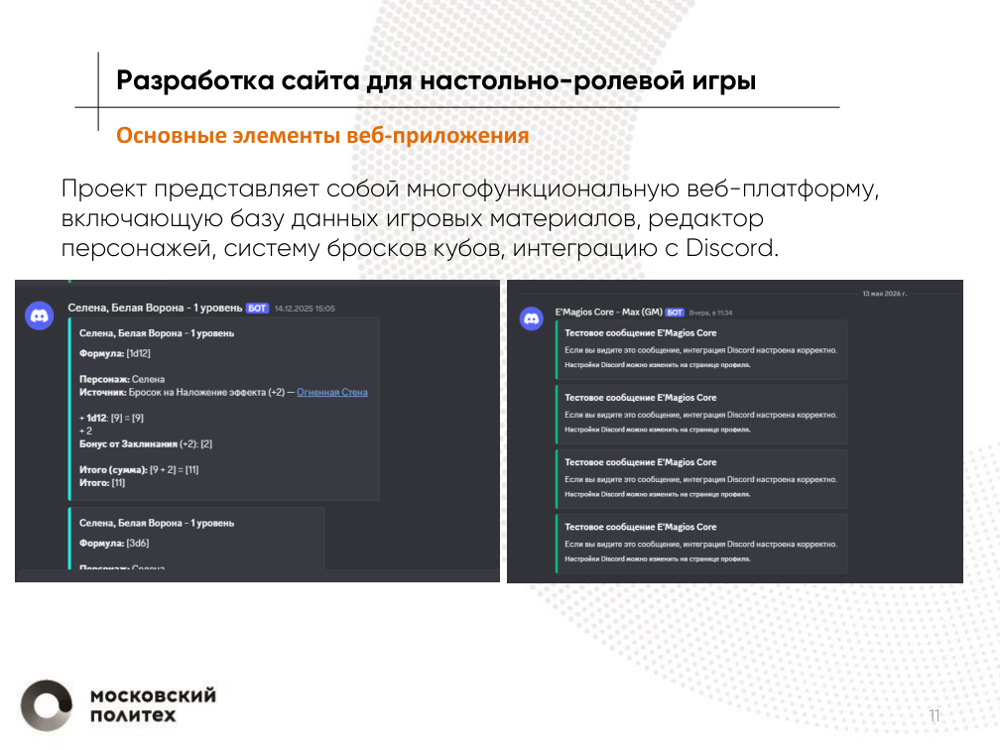 Разработка сайта для настольно-ролевой игры
Основные элементы веб-приложения
Проект представляет собой многофункциональную веб-платформу,
включающую базу данных игровых материалов, редактор
персонажей, систему бросков кубов, интеграцию с Discord.
Селена, Белая Ворона - 1 уровень БОТ 14.12.2025 15:05
Селена, Белая Ворона - 1 уровень
Формула: [1d12]
Персонаж: Селена
Источник: Бросок на Наложение эффекта (+2) — Огненная Стена
+ 1d12: [9] = [9]
+ 2
Бонус от Заклинания (+2): [2]
Итого (сумма): [9 + 2] = [11]
Итого: [11]
Селена, Белая Ворона - 1 уровень
Формула: [3d6]
Персонаж: Селена
13 мая 2026 г.
E'Magios Core - Max (GM) БОТ Вчера, в 11:34
Тестовое сообщение E'Magios Core
Если вы видите это сообщение, интеграция Discord настроена корректно.
Настройки Discord можно изменить на странице профиля.
Тестовое сообщение E'Magios Core
Если вы видите это сообщение, интеграция Discord настроена корректно.
Настройки Discord можно изменить на странице профиля.
Тестовое сообщение E'Magios Core
Если вы видите это сообщение, интеграция Discord настроена корректно.
Настройки Discord можно изменить на странице профиля.
Тестовое сообщение E'Magios Core
Если вы видите это сообщение, интеграция Discord настроена корректно.
Настройки Discord можно изменить на странице профиля.
МОСКОВСКИЙ
ПОЛИТЕХ
11